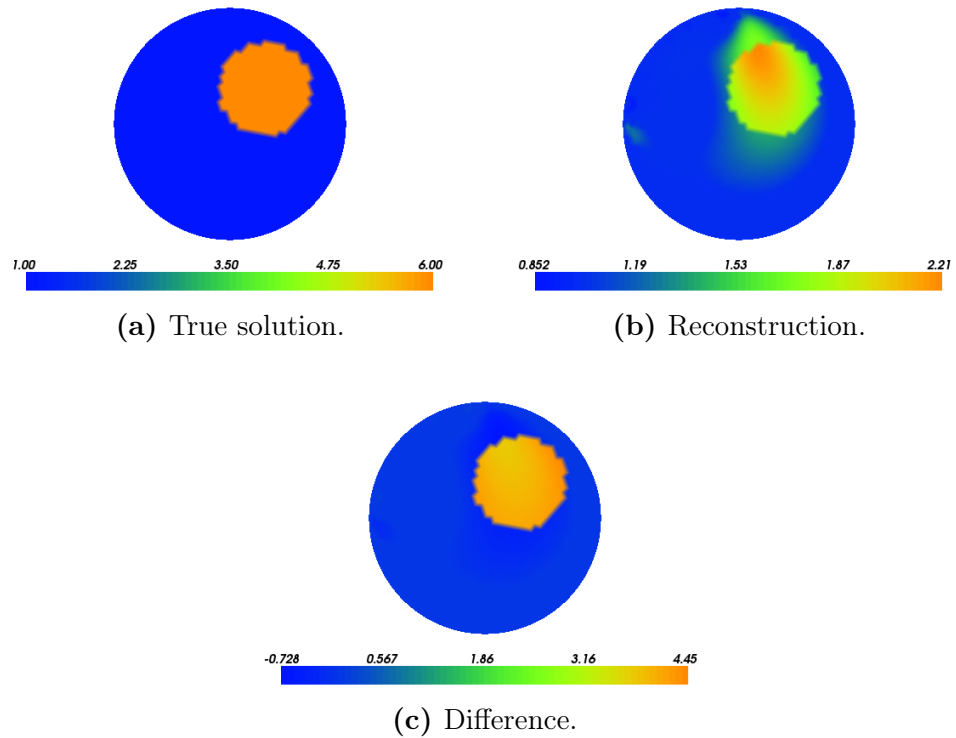 1.00 2.25 3.50 4.75 6.00
0.852 1.19 1.53 1.87 2.21
(a) True solution.
(b) Reconstruction.
-0.728 0.567 1.86 3.16 4.45
(c) Difference.